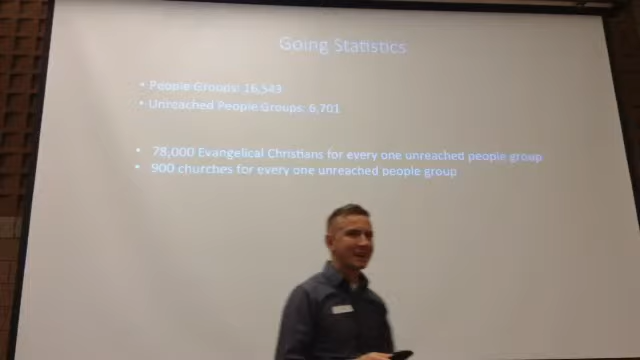 Going Statistics
• People Groups: 16,543
• Unreached People Groups: 6,701
• 78,000 Evangelical Christians for every one unreached people group
• 900 churches for every one unreached people group